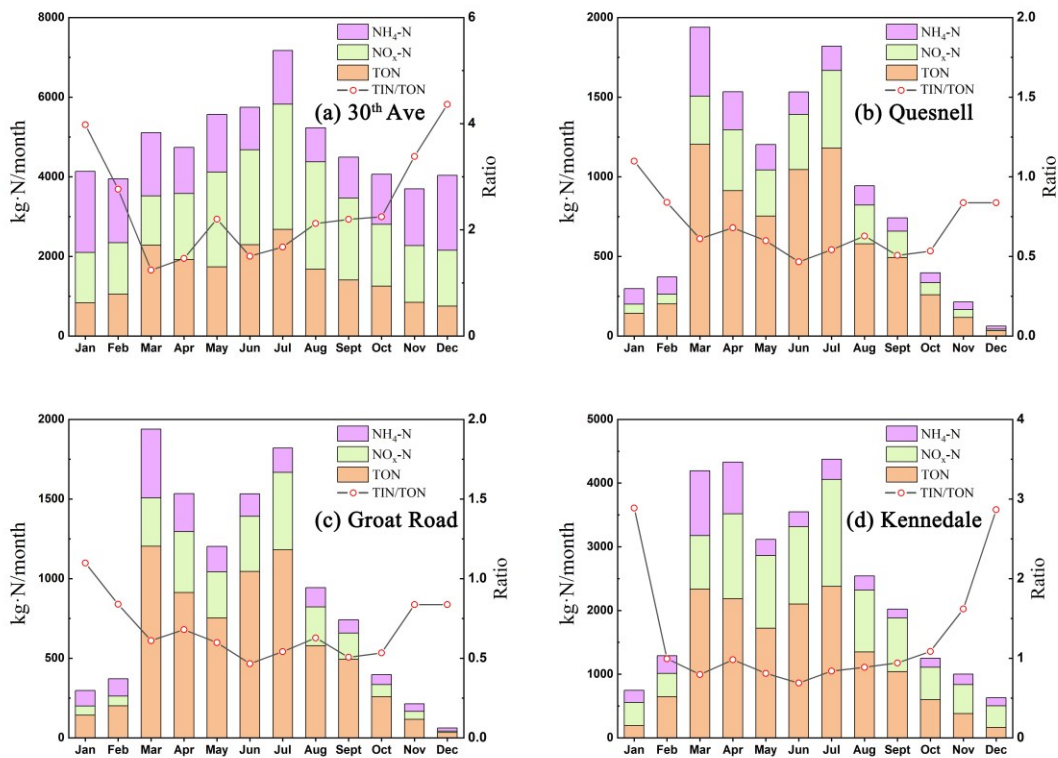 8000
6000
4000
2000
0
kg·N/month
6
4
2
0
Ratio
NH₄-N
NOₓ-N
TON
TIN/TON
(a) 30th Ave
Jan Feb Mar Apr May Jun Jul Aug Sept Oct Nov Dec
2000
1500
1000
500
0
kg·N/month
2.0
1.5
1.0
0.5
0.0
Ratio
NH₄-N
NOₓ-N
TON
TIN/TON
(b) Quesnell
Jan Feb Mar Apr May Jun Jul Aug Sept Oct Nov Dec
2000
1500
1000
500
0
kg·N/month
2.0
1.5
1.0
0.5
0.0
Ratio
NH₄-N
NOₓ-N
TON
TIN/TON
(c) Groat Road
Jan Feb Mar Apr May Jun Jul Aug Sept Oct Nov Dec
5000
4000
3000
2000
1000
0
kg·N/month
4
3
2
1
0
Ratio
NH₄-N
NOₓ-N
TON
TIN/TON
(d) Kennedale
Jan Feb Mar Apr May Jun Jul Aug Sept Oct Nov Dec